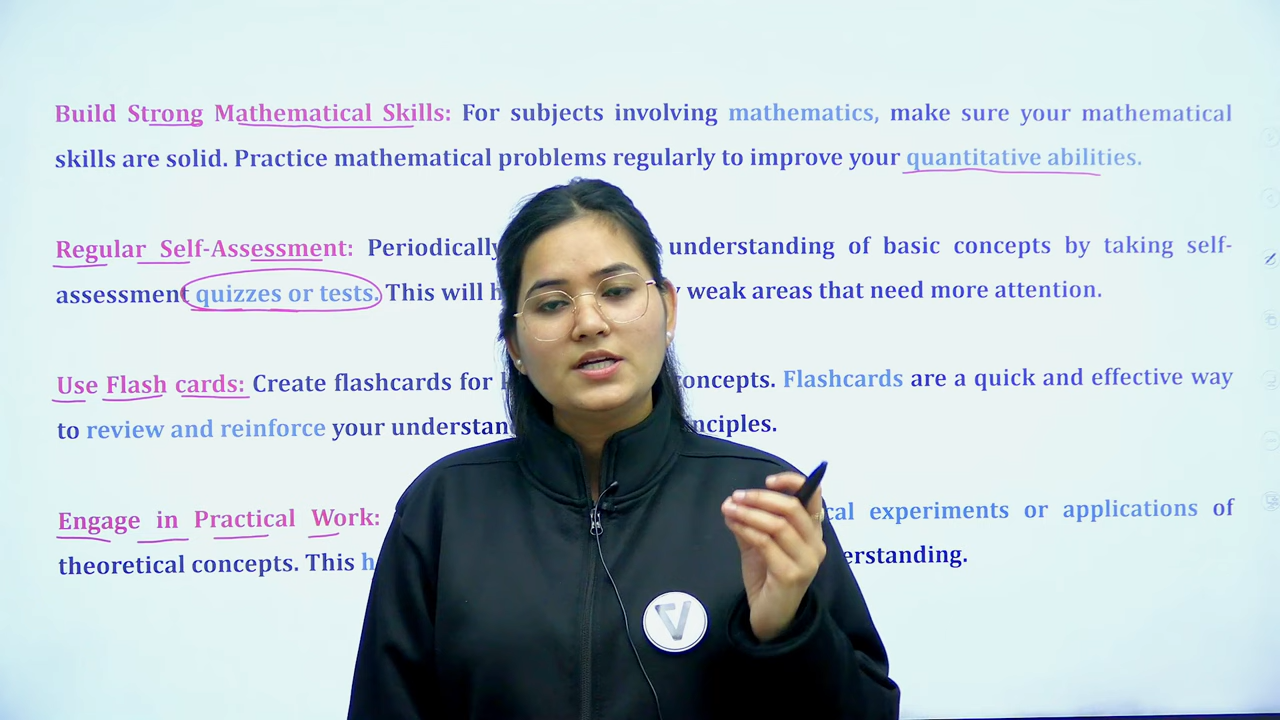 Build Strong Mathematical Skills: For subjects involving mathematics, make sure your mathematical
skills are solid. Practice mathematical problems regularly to improve your quantitative abilities.
Regular Self-Assessment: Periodically understanding of basic concepts by taking self-
assessment quizzes or tests. This will weak areas that need more attention.
Use Flash cards: Create flashcards for concepts. Flashcards are a quick and effective way
to review and reinforce your
Engage in Practical Work: experiments or applications of
theoretical concepts. This